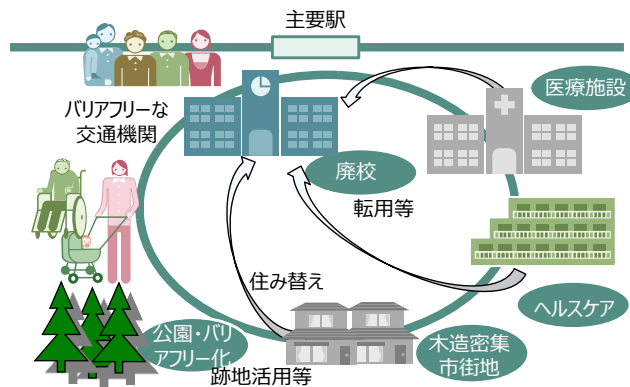 主要駅
医療施設
バリアフリーな
交通機関
廃校
転用等
住み替え
ヘルスケア
公園・バリ
アフリー化
木造密集
市街地
跡地活用等